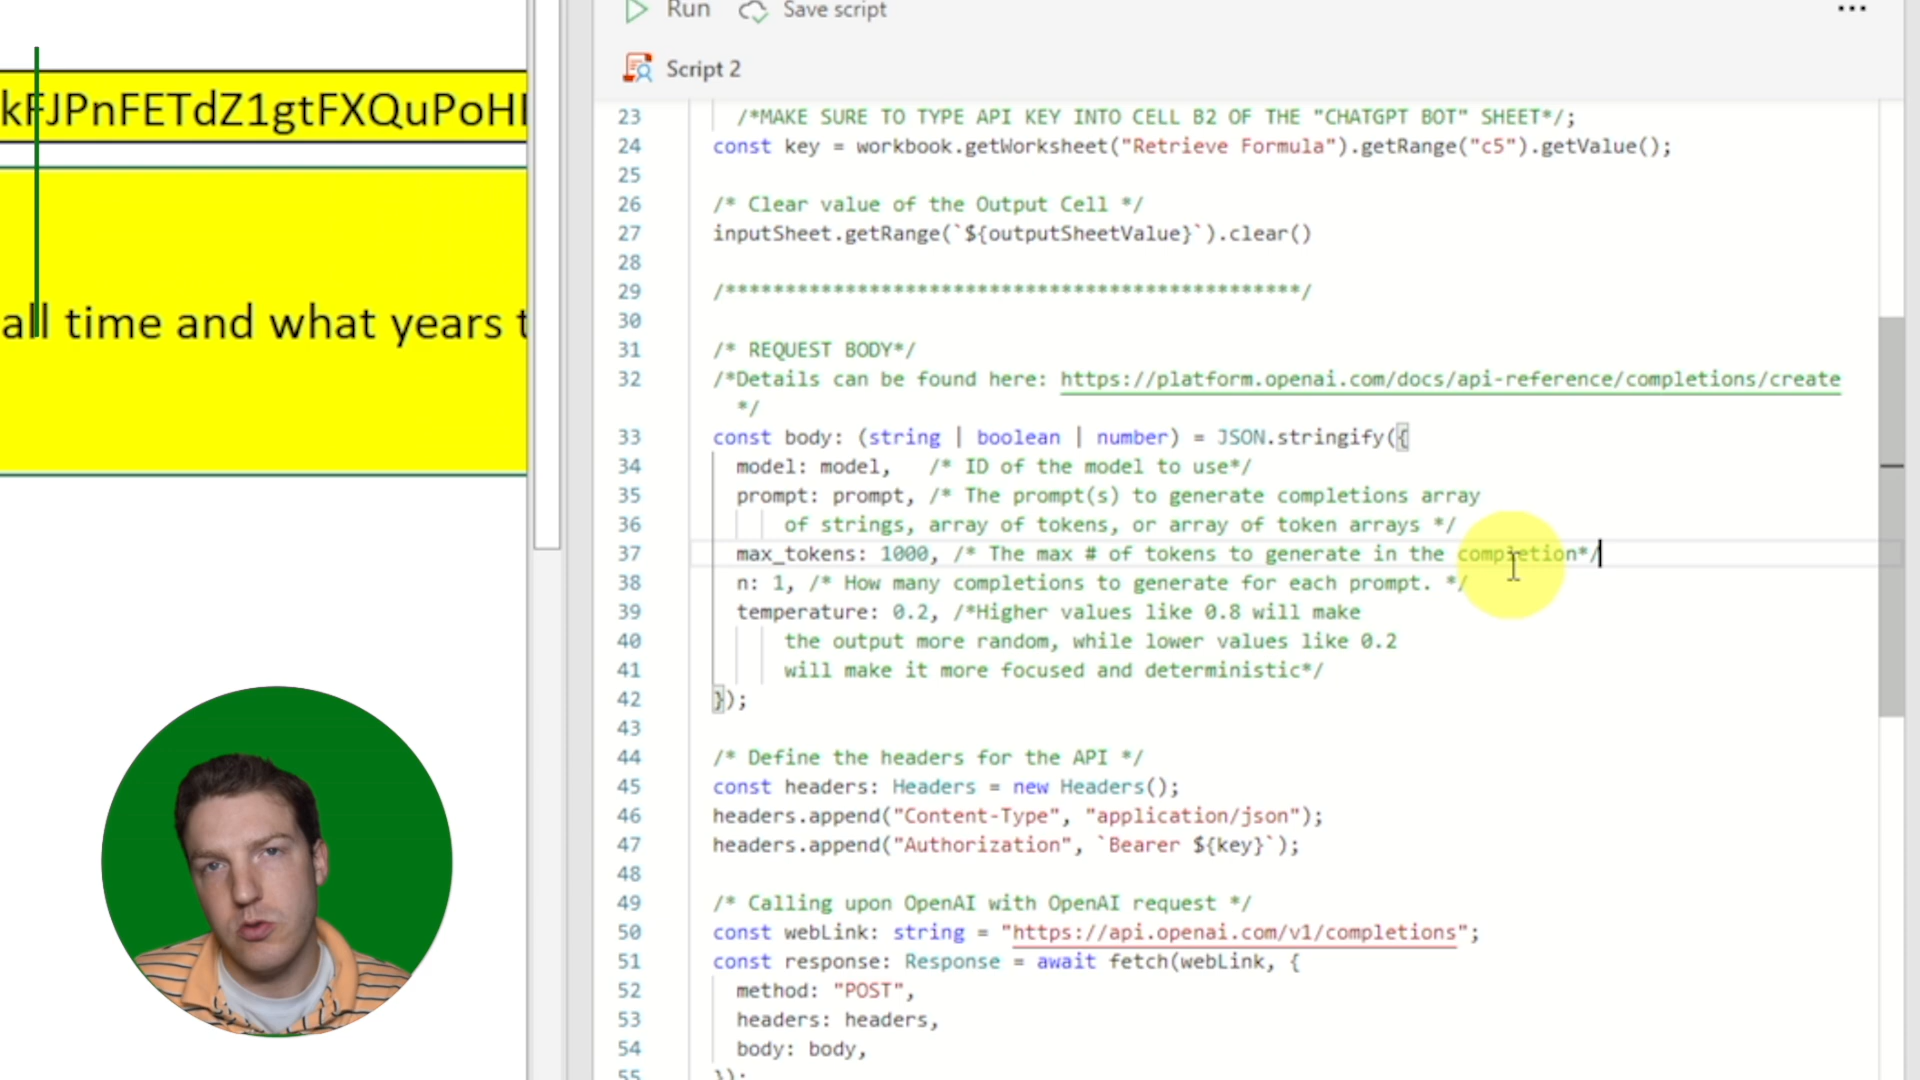 Run Save script
...
Script 2
kFJPnFETdZ1gtFXQuPoH
all time and what years t
23 /*MAKE SURE TO TYPE API KEY INTO CELL B2 OF THE "CHATGPT BOT" SHEET*/;
24 const key = workbook.getWorksheet("Retrieve Formula").getRange("c5").getValue();
25
26 /* Clear value of the Output Cell */
27 inputSheet.getRange(`${outputSheetValue}`).clear()
28
29 /************************************************/
30
31 /* REQUEST BODY*/
32 /*Details can be found here: https://platform.openai.com/docs/api-reference/completions/create
*/
33 const body: (string | boolean | number) = JSON.stringify({
34 model: model, /* ID of the model to use*/
35 prompt: prompt, /* The prompt(s) to generate completions array
36 of strings, array of tokens, or array of token arrays */
37 max_tokens: 1000, /* The max # of tokens to generate in the completion*/
38 n: 1, /* How many completions to generate for each prompt. */
39 temperature: 0.2, /*Higher values like 0.8 will make
40 the output more random, while lower values like 0.2
41 will make it more focused and deterministic*/
42 });
43
44 /* Define the headers for the API */
45 const headers: Headers = new Headers();
46 headers.append("Content-Type", "application/json");
47 headers.append("Authorization", `Bearer ${key}`);
48
49 /* Calling upon OpenAI with OpenAI request */
50 const webLink: string = "https://api.openai.com/v1/completions";
51 const response: Response = await fetch(webLink, {
52 method: "POST",
53 headers: headers,
54 body: body,
55 });